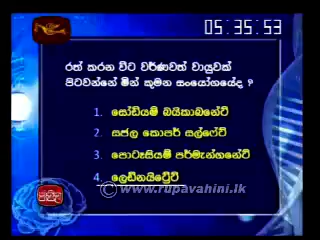 05:35:53
රත් කරන විට වර්ණවත් වායුවක්
පිටවන්නේ මින් කුමන සංයෝගයේද ?
1. සෝඩියම් බයිකාබනේට්
2. සජල කොපර් සල්ෆේට්
3. පොටෑසියම් පර්මැන්ගනේට්
4. ලෙඩ්නයිට්‍රේට්
www.rupavahini.lk